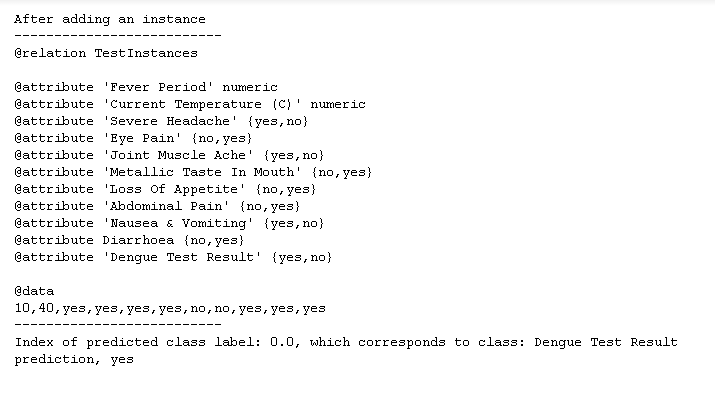 After adding an instance
--------------------------
@relation TestInstances
@attribute 'Fever Period' numeric
@attribute 'Current Temperature (C)' numeric
@attribute 'Severe Headache' {yes,no}
@attribute 'Eye Pain' {no,yes}
@attribute 'Joint Muscle Ache' {yes,no}
@attribute 'Metallic Taste In Mouth' {no,yes}
@attribute 'Loss Of Appetite' {no,yes}
@attribute 'Abdominal Pain' {no,yes}
@attribute 'Nausea & Vomiting' {yes,no}
@attribute Diarrhoea {no,yes}
@attribute 'Dengue Test Result' {yes,no}
@data
10,40,yes,yes,yes,yes,no,no,yes,yes,yes
--------------------------
Index of predicted class label: 0.0, which corresponds to class: Dengue Test Result
prediction, yes